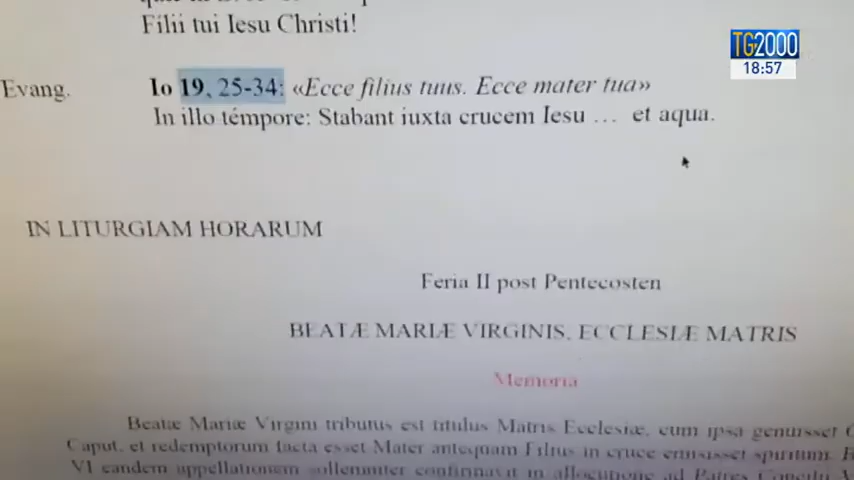 TG2000
18:57
Filii tui Iesu Christi!
Evang. Io 19, 25-34: «Ecce filius tuus. Ecce mater tua»
In illo témpore: Stabant iuxta crucem Iesu … et aqua.
IN LITURGIAM HORARUM
Feria II post Pentecosten
BEATÆ MARIÆ VIRGINIS, ECCLESIÆ MATRIS
Memoria
Beatæ Mariæ Virgini tributus est titulus Matris Ecclesiæ, cum ipsa genuisset
Caput, et redemptorum facta esset Mater antequam Filius in cruce emisisset spiritum.
VI eandem appellationem sollemniter confirmavit in allocutione ad Patres Concilii